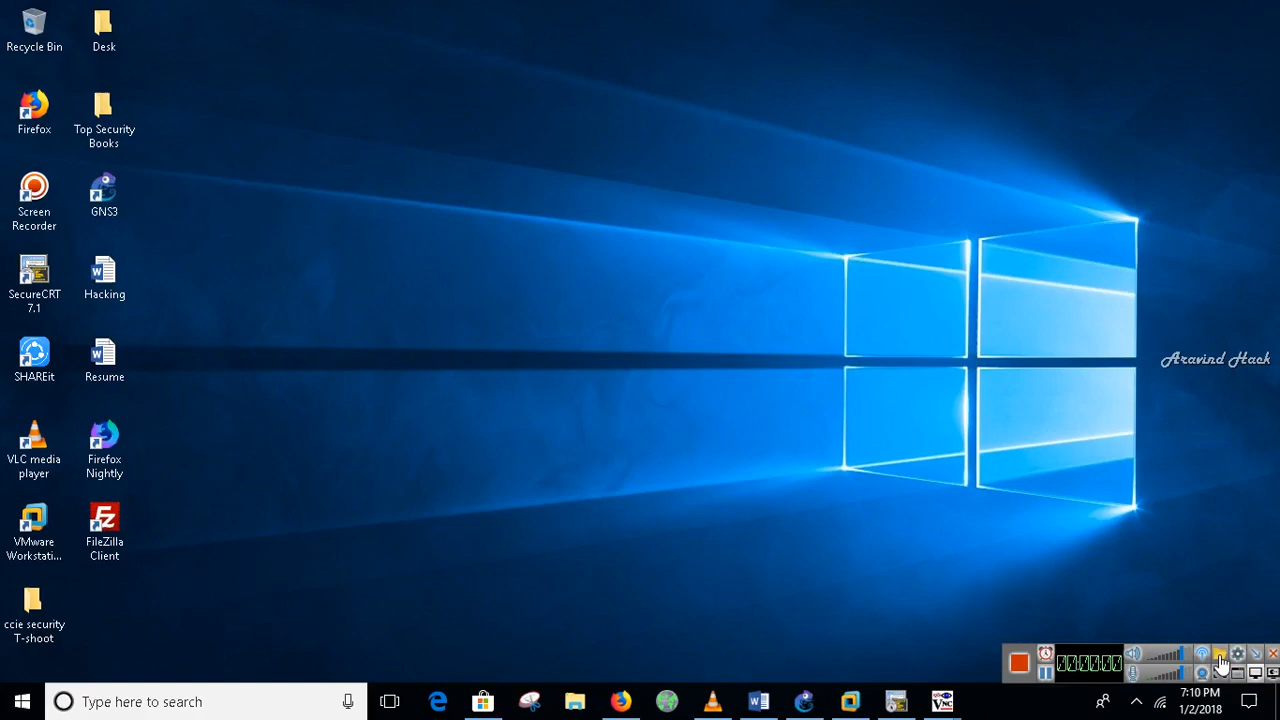 Recycle Bin
Desk
Firefox
Top Security
Books
Screen
Recorder
GNS3
SecureCRT
7.1
Hacking
SHAREit
Resume
VLC media
player
Firefox
Nightly
VMware
Workstati...
FileZilla
Client
ccie security
T-shoot
Aravind Hack
Type here to search
7:10 PM
1/2/2018